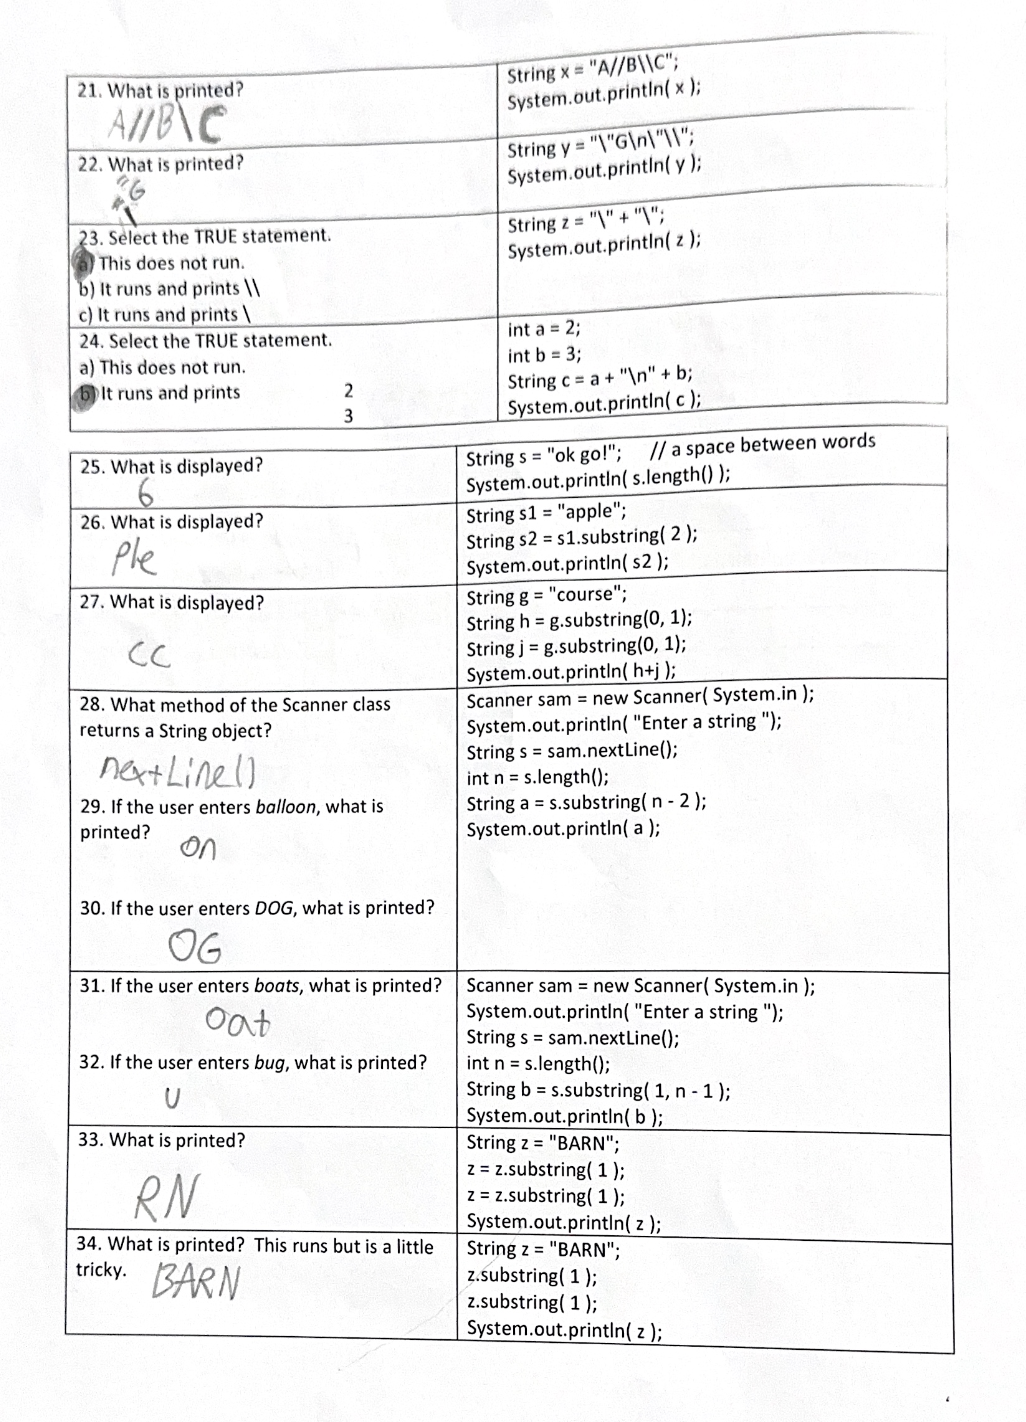 21. What is printed?
A//B\C
String x = "A//B\\C";
System.out.println( x );
22. What is printed?
"G
"\
String y = "\"G\n\"\\";
System.out.println( y );
23. Select the TRUE statement.
a) This does not run.
b) It runs and prints \\
c) It runs and prints \
String z = "\" + "\";
System.out.println( z );
24. Select the TRUE statement.
a) This does not run.
b) It runs and prints 2
3
int a = 2;
int b = 3;
String c = a + "\n" + b;
System.out.println( c );
25. What is displayed?
6
String s = "ok go!"; // a space between words
System.out.println( s.length() );
26. What is displayed?
ple
String s1 = "apple";
String s2 = s1.substring( 2 );
System.out.println( s2 );
27. What is displayed?
cc
String g = "course";
String h = g.substring(0, 1);
String j = g.substring(0, 1);
System.out.println( h+j );
28. What method of the Scanner class
returns a String object?
nextLine()
29. If the user enters balloon, what is
printed?
on
30. If the user enters DOG, what is printed?
OG
Scanner sam = new Scanner( System.in );
System.out.println( "Enter a string ");
String s = sam.nextLine();
int n = s.length();
String a = s.substring( n - 2 );
System.out.println( a );
31. If the user enters boats, what is printed?
oat
32. If the user enters bug, what is printed?
u
Scanner sam = new Scanner( System.in );
System.out.println( "Enter a string ");
String s = sam.nextLine();
int n = s.length();
String b = s.substring( 1, n - 1 );
System.out.println( b );
33. What is printed?
RN
String z = "BARN";
z = z.substring( 1 );
z = z.substring( 1 );
System.out.println( z );
34. What is printed? This runs but is a little
tricky.
BARN
String z = "BARN";
z.substring( 1 );
z.substring( 1 );
System.out.println( z );